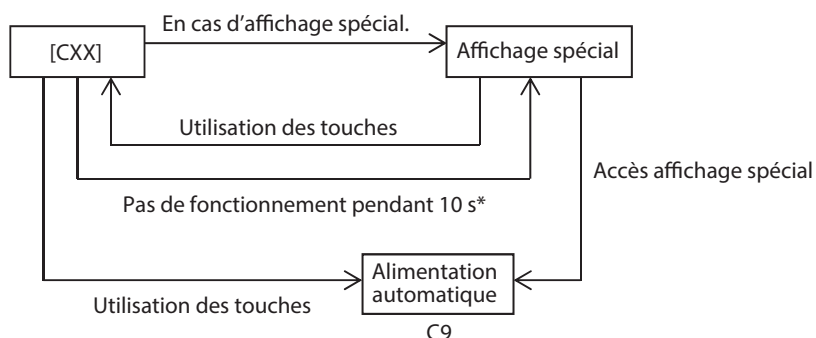 En cas d'affichage spécial.
[CXX]
Affichage spécial
Utilisation des touches
Accès affichage spécial
Pas de fonctionnement pendant 10 s*
Alimentation
automatique
Utilisation des touches
C9